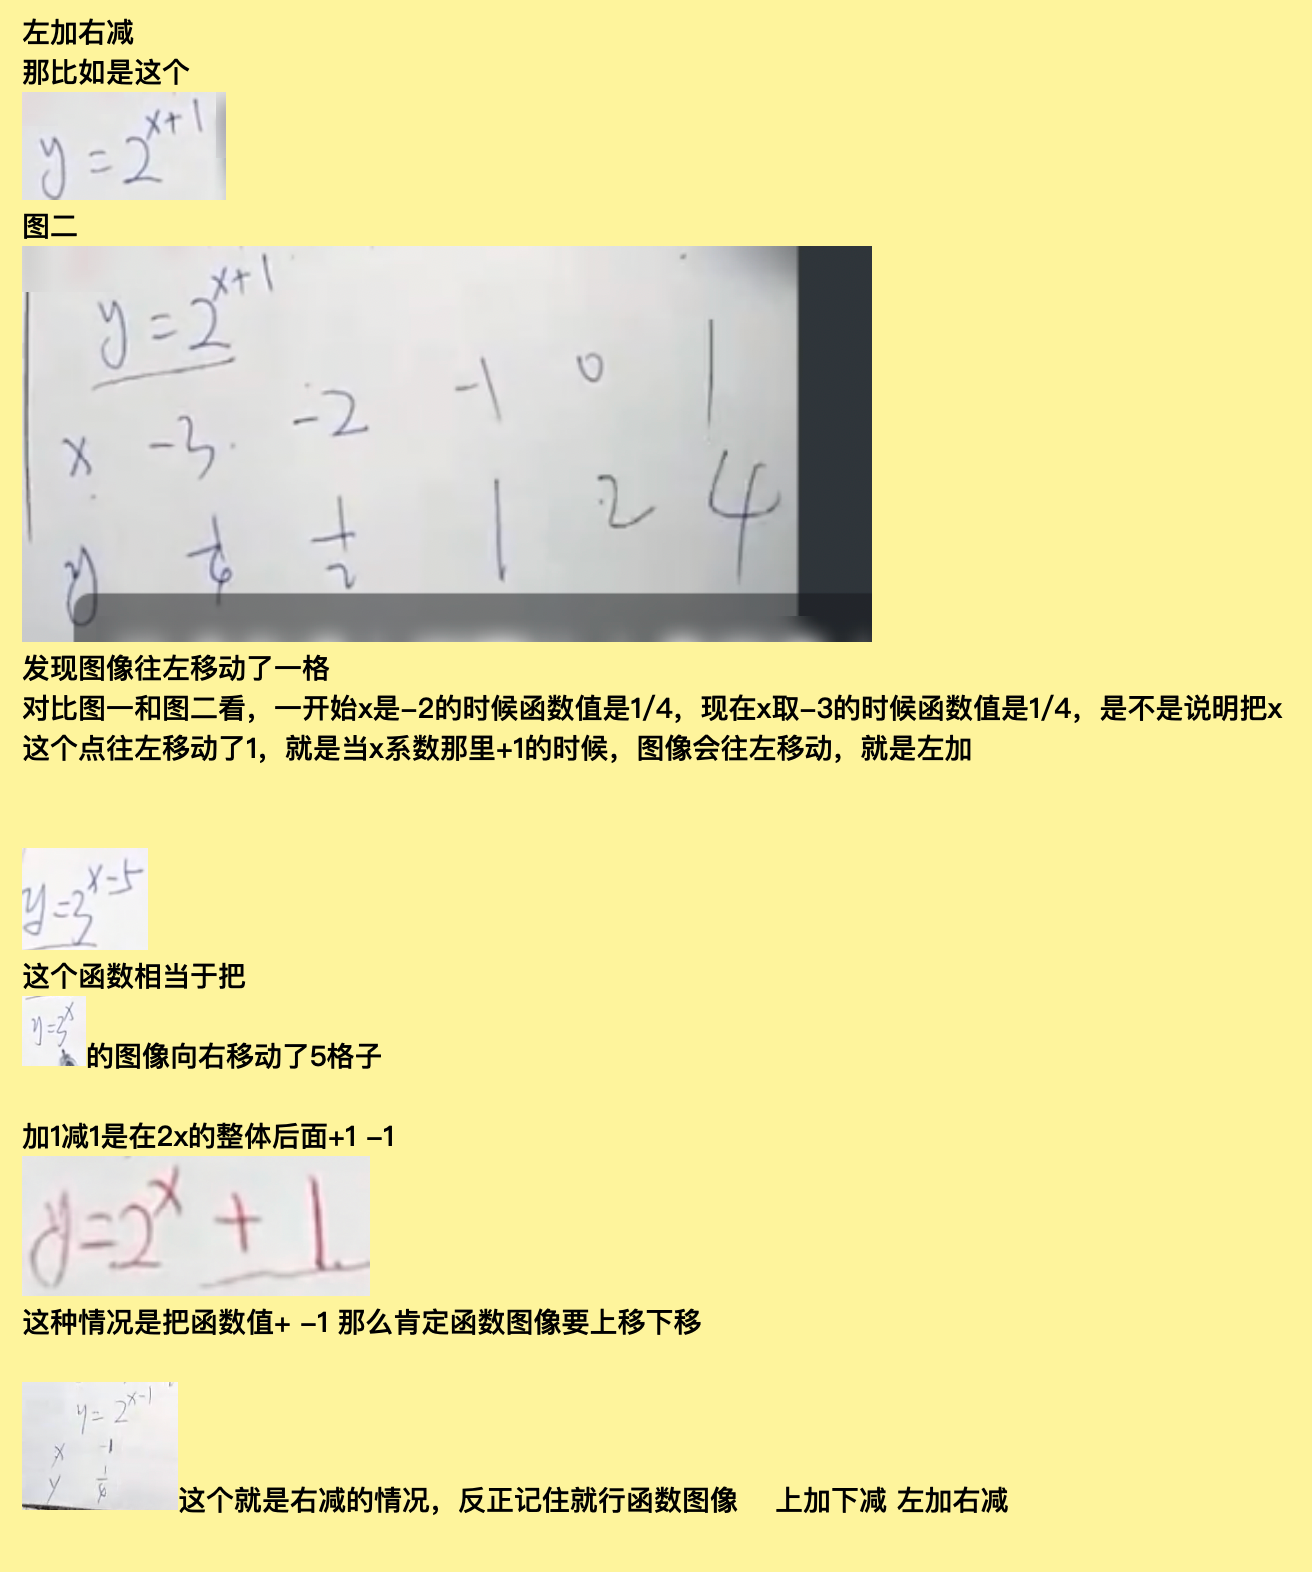 左加右减
那比如是这个
y=2^{x+1}
图二
y=2^{x+1}
x -3 -2 -1 0 1
y 1/4 1/2 1 2 4
发现图像往左移动了一格
对比图一和图二看，一开始x是-2的时候函数值是1/4，现在x取-3的时候函数值是1/4，是不是说明把x
这个点往左移动了1，就是当x系数那里+1的时候，图像会往左移动，就是左加
y=3^{x-5}
这个函数相当于把
y=3^x
的图像向右移动了5格子
加1减1是在2x的整体后面+1 -1
y=2^x + 1
这种情况是把函数值+ -1 那么肯定函数图像要上移下移
y=2^{x-1}
x -1
y 1/4
这个就是右减的情况，反正记住就行函数图像 上加下减 左加右减